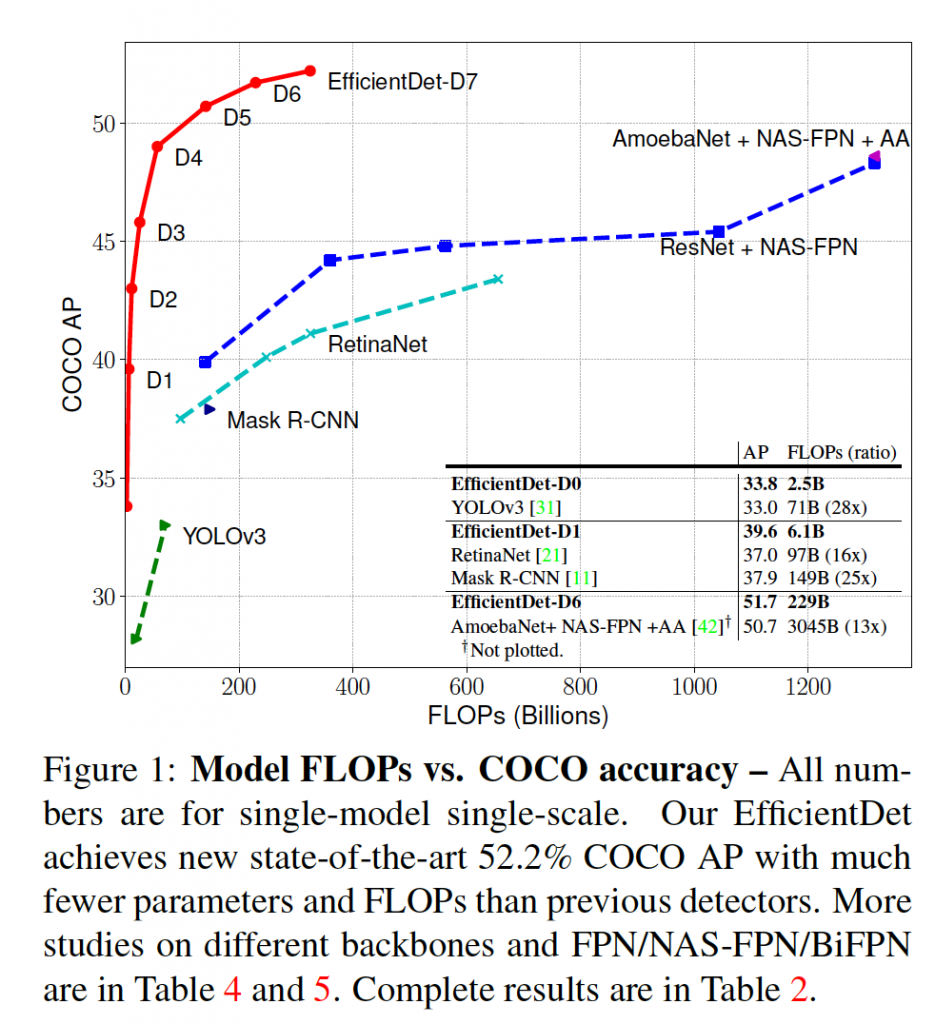 50
45
40
35
30
COCO AP
0
200
400
600
800
1000
1200
FLOPs (Billions)
EfficientDet-D7
D6
D5
D4
D3
D2
D1
AmoebaNet + NAS-FPN + AA
ResNet + NAS-FPN
RetinaNet
Mask R-CNN
YOLOv3
AP FLOPs (ratio)
EfficientDet-D0 33.8 2.5B
YOLOv3 [31] 33.0 71B (28x)
EfficientDet-D1 39.6 6.1B
RetinaNet [21] 37.0 97B (16x)
Mask R-CNN [11] 37.9 149B (25x)
EfficientDet-D6 51.7 229B
AmoebaNet+ NAS-FPN +AA [42]† 50.7 3045B (13x)
†Not plotted.
Figure 1: Model FLOPs vs. COCO accuracy – All num-
bers are for single-model single-scale. Our EfficientDet
achieves new state-of-the-art 52.2% COCO AP with much
fewer parameters and FLOPs than previous detectors. More
studies on different backbones and FPN/NAS-FPN/BiFPN
are in Table 4 and 5. Complete results are in Table 2.